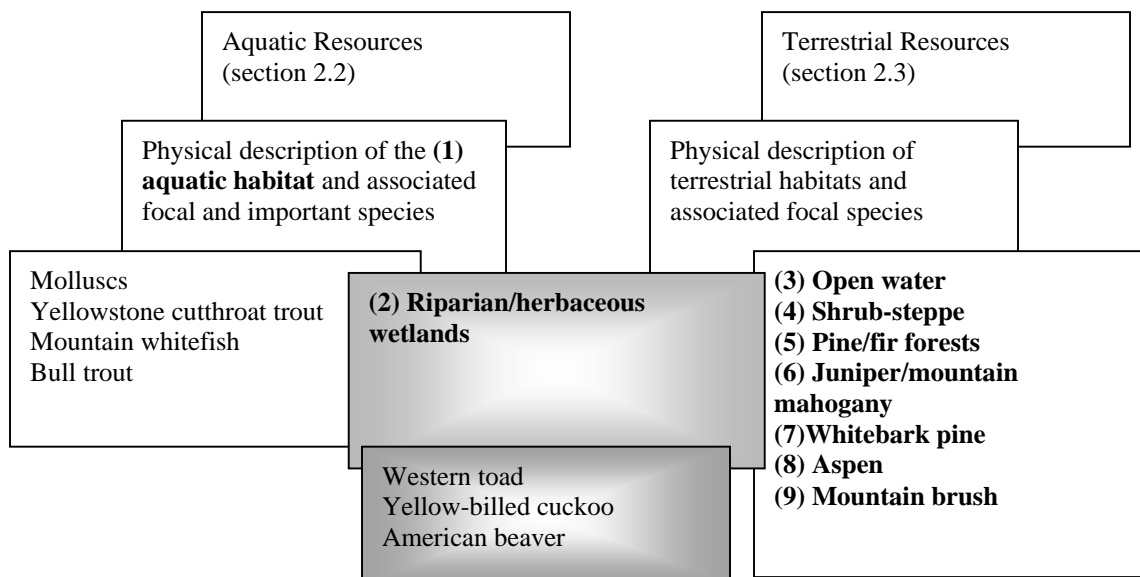 Aquatic Resources
(section 2.2)
Terrestrial Resources
(section 2.3)
Physical description of the (1)
aquatic habitat and associated
focal and important species
Physical description of
terrestrial habitats and
associated focal species
Molluscs
Yellowstone cutthroat trout
Mountain whitefish
Bull trout
(2) Riparian/herbaceous
wetlands
(3) Open water
(4) Shrub-steppe
(5) Pine/fir forests
(6) Juniper/mountain
mahogany
(7)Whitebark pine
(8) Aspen
(9) Mountain brush
Western toad
Yellow-billed cuckoo
American beaver